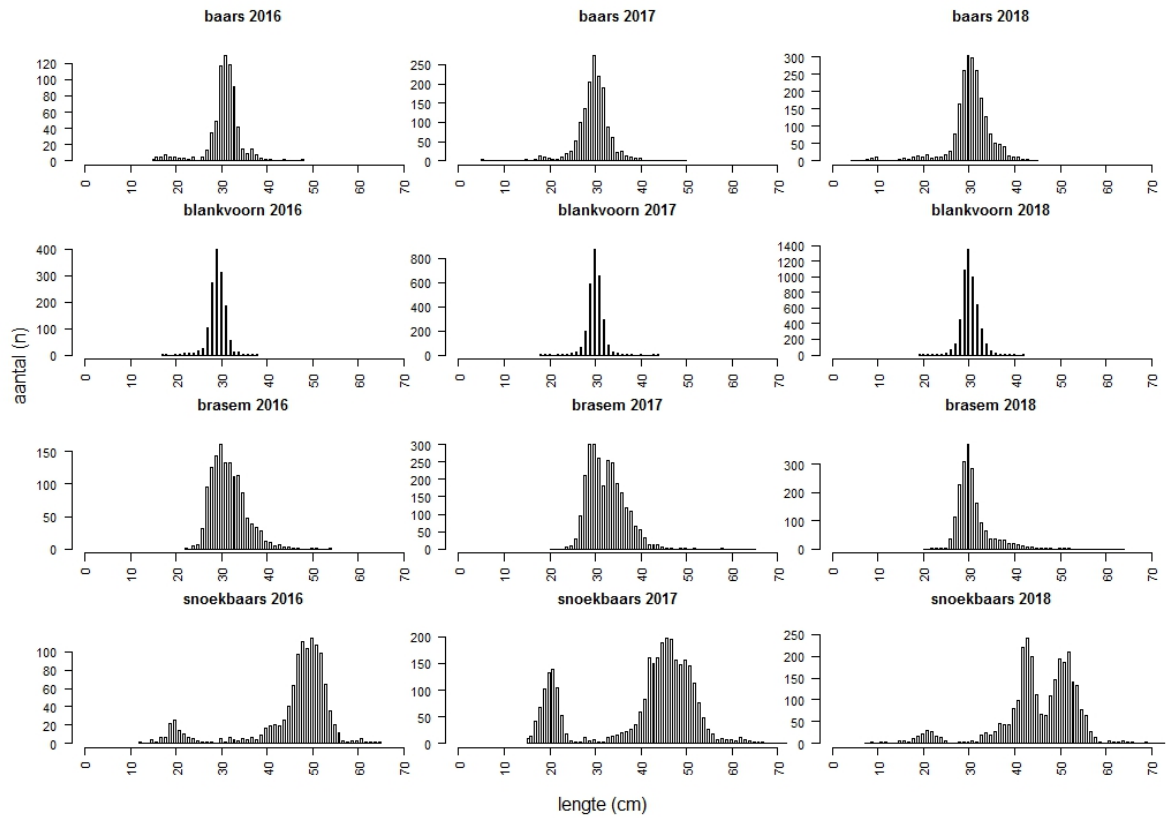 baars 2016
baars 2017
baars 2018
120
100
80
60
40
20
0
250
200
150
100
50
0
300
250
200
150
100
50
0
0 10 20 30 40 50 60 70
0 10 20 30 40 50 60 70
0 10 20 30 40 50 60 70
blankvoorn 2016
blankvoorn 2017
blankvoorn 2018
400
300
200
100
0
800
600
400
200
0
1400
1200
1000
800
600
400
200
0
0 10 20 30 40 50 60 70
0 10 20 30 40 50 60 70
0 10 20 30 40 50 60 70
aantal (n)
brasem 2016
brasem 2017
brasem 2018
150
100
50
0
300
250
200
150
100
50
0
300
200
100
0
0 10 20 30 40 50 60 70
0 10 20 30 40 50 60 70
0 10 20 30 40 50 60 70
snoekbaars 2016
snoekbaars 2017
snoekbaars 2018
100
80
60
40
20
0
200
150
100
50
0
250
200
150
100
50
0
0 10 20 30 40 50 60 70
0 10 20 30 40 50 60 70
0 10 20 30 40 50 60 70
lengte (cm)